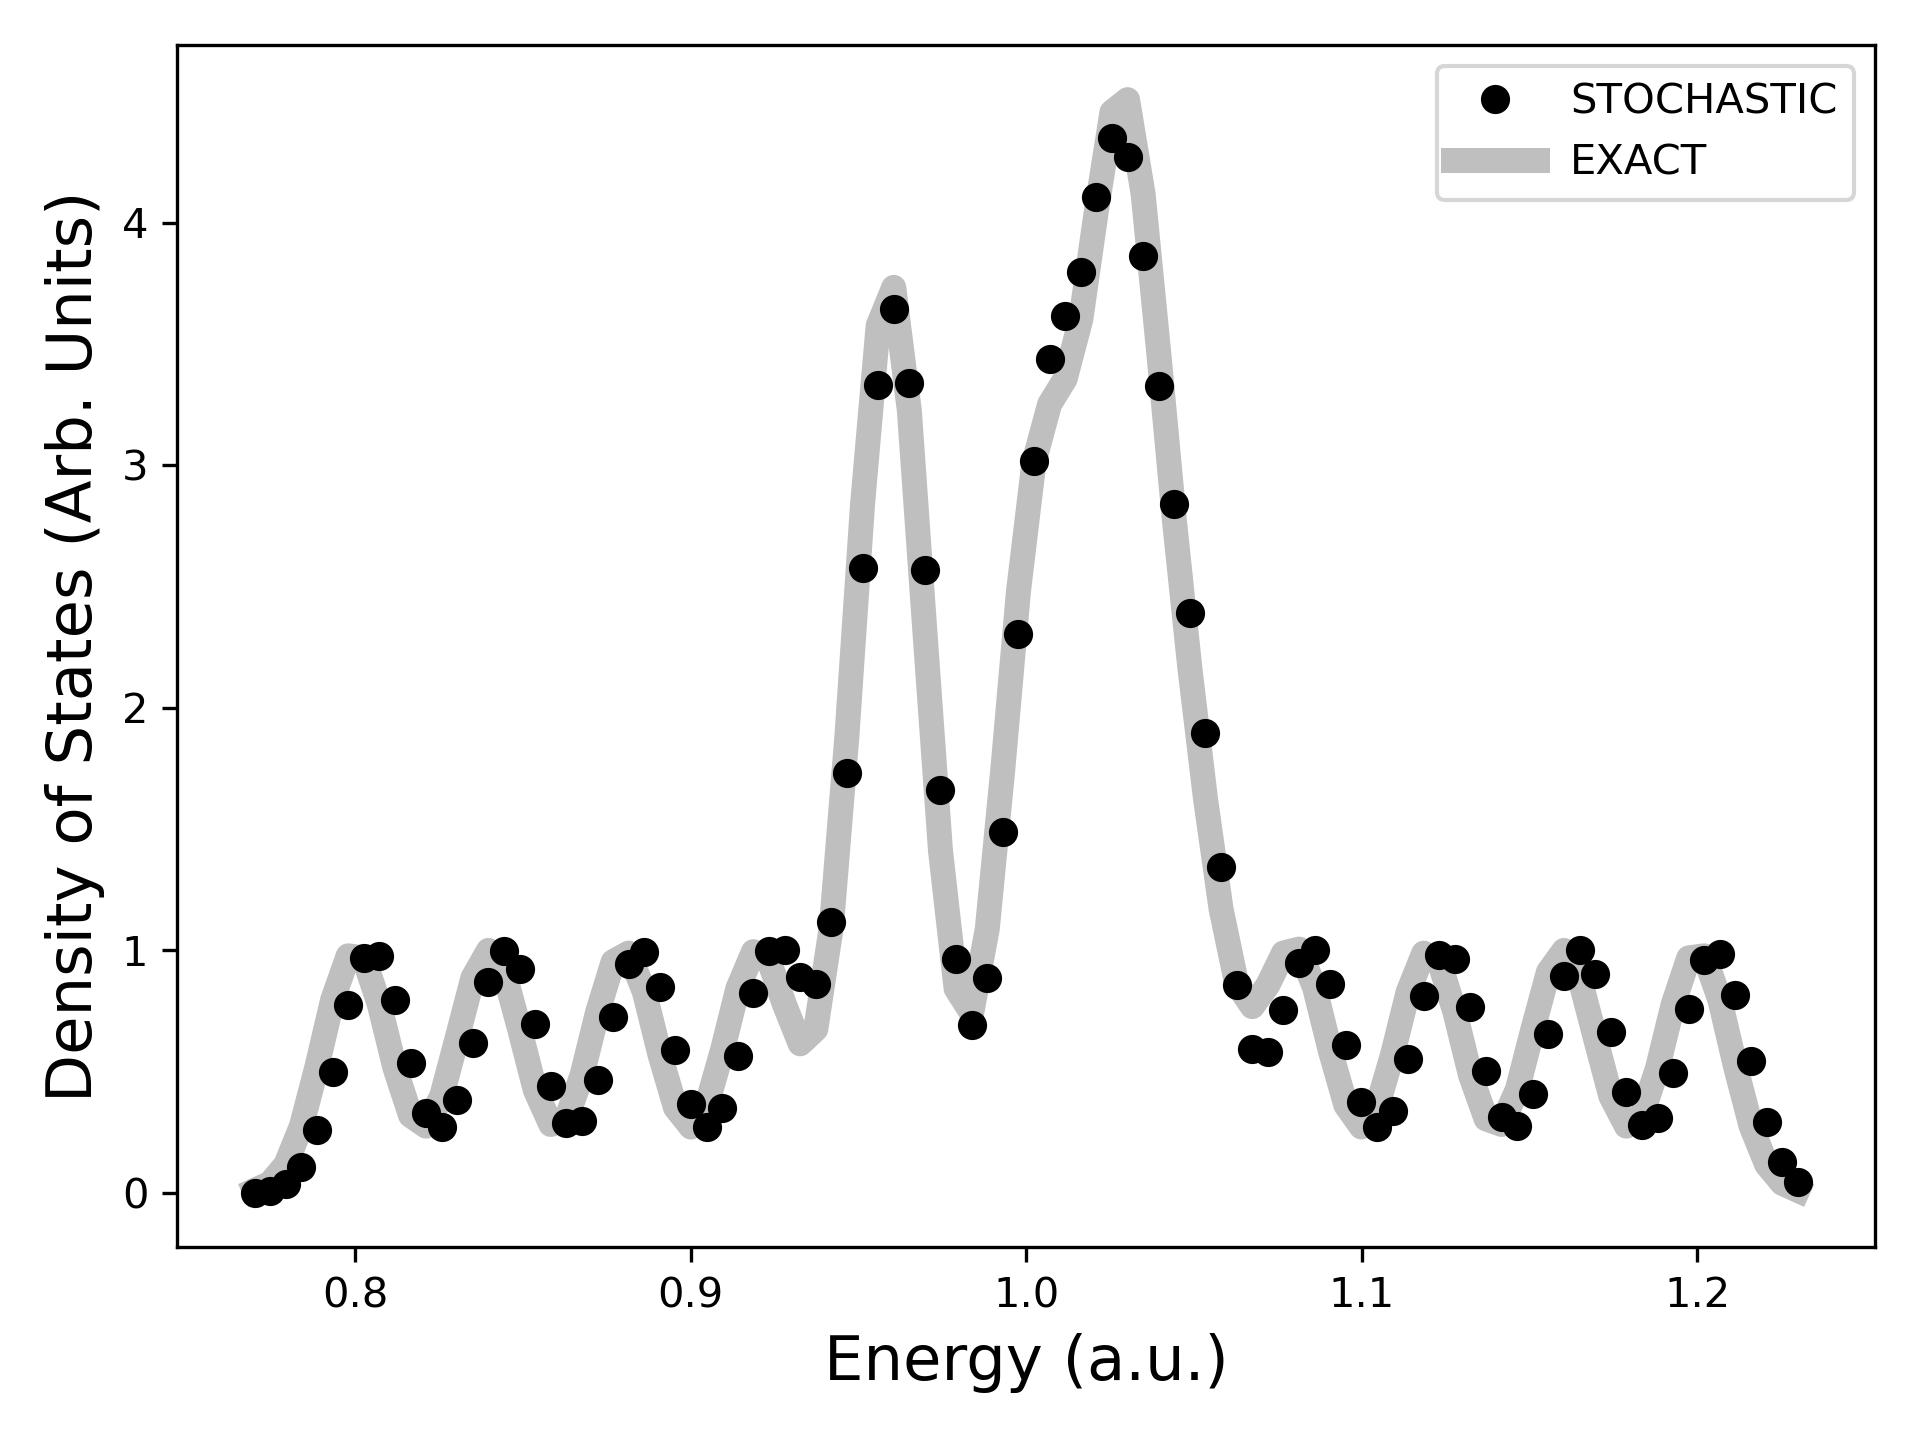 STOCHASTIC
EXACT
Density of States (Arb. Units)
4
3
2
1
0
0.8 0.9 1.0 1.1 1.2
Energy (a.u.)